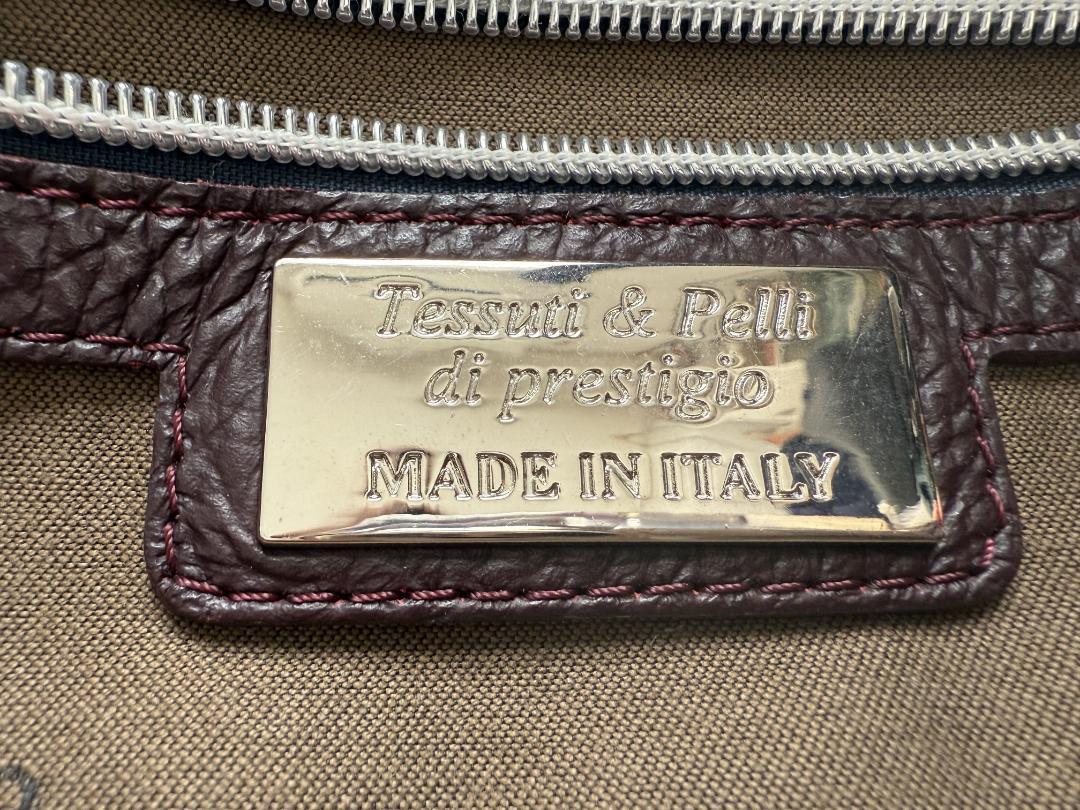 Tessuti & Pelli
di prestigio
MADE IN ITALY